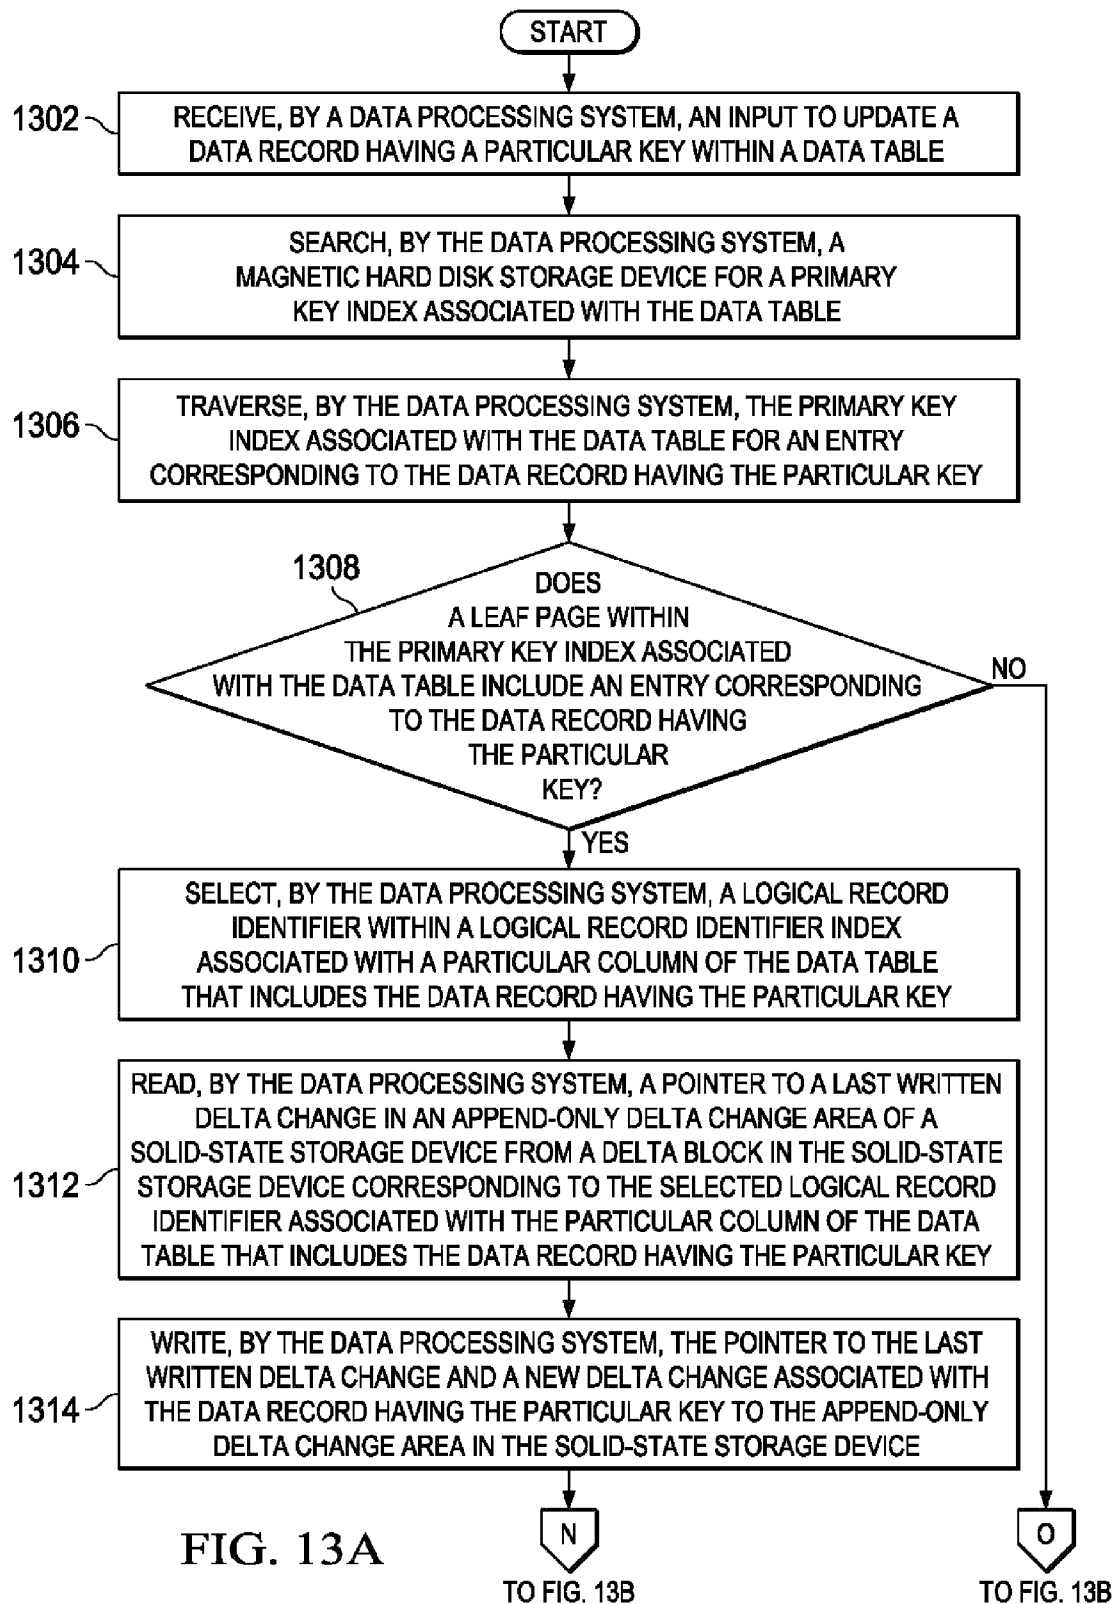 START
1302
RECEIVE, BY A DATA PROCESSING SYSTEM, AN INPUT TO UPDATE A
DATA RECORD HAVING A PARTICULAR KEY WITHIN A DATA TABLE
1304
SEARCH, BY THE DATA PROCESSING SYSTEM, A
MAGNETIC HARD DISK STORAGE DEVICE FOR A PRIMARY
KEY INDEX ASSOCIATED WITH THE DATA TABLE
1306
TRAVERSE, BY THE DATA PROCESSING SYSTEM, THE PRIMARY KEY
INDEX ASSOCIATED WITH THE DATA TABLE FOR AN ENTRY
CORRESPONDING TO THE DATA RECORD HAVING THE PARTICULAR KEY
1308
DOES
A LEAF PAGE WITHIN
THE PRIMARY KEY INDEX ASSOCIATED
WITH THE DATA TABLE INCLUDE AN ENTRY CORRESPONDING
TO THE DATA RECORD HAVING
THE PARTICULAR
KEY?
NO
YES
1310
SELECT, BY THE DATA PROCESSING SYSTEM, A LOGICAL RECORD
IDENTIFIER WITHIN A LOGICAL RECORD IDENTIFIER INDEX
ASSOCIATED WITH A PARTICULAR COLUMN OF THE DATA TABLE
THAT INCLUDES THE DATA RECORD HAVING THE PARTICULAR KEY
1312
READ, BY THE DATA PROCESSING SYSTEM, A POINTER TO A LAST WRITTEN
DELTA CHANGE IN AN APPEND-ONLY DELTA CHANGE AREA OF A
SOLID-STATE STORAGE DEVICE FROM A DELTA BLOCK IN THE SOLID-STATE
STORAGE DEVICE CORRESPONDING TO THE SELECTED LOGICAL RECORD
IDENTIFIER ASSOCIATED WITH THE PARTICULAR COLUMN OF THE DATA
TABLE THAT INCLUDES THE DATA RECORD HAVING THE PARTICULAR KEY
1314
WRITE, BY THE DATA PROCESSING SYSTEM, THE POINTER TO THE LAST
WRITTEN DELTA CHANGE AND A NEW DELTA CHANGE ASSOCIATED WITH
THE DATA RECORD HAVING THE PARTICULAR KEY TO THE APPEND-ONLY
DELTA CHANGE AREA IN THE SOLID-STATE STORAGE DEVICE
FIG. 13A
N
TO FIG. 13B
O
TO FIG. 13B